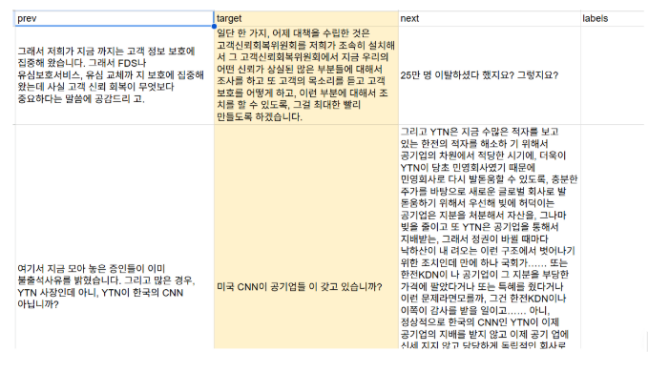 prev
target
next
labels
그래서 저희가 지금 까지는 고객 정보 보호에
집중해 왔습니다. 그래서 FDS나
유심보호서비스, 유심 교체까 지 보호에 집중해
왔는데 사실 고객 신뢰 회복이 무엇보다
중요하다는 말씀에 공감드리 고.
일단 한 가지, 어제 대책을 수립한 것은
고객신뢰회복위원회를 저희가 조속히 설치해
서 그 고객신뢰회복위원회에서 지금 우리의
어떤 신뢰가 상실된 많은 부분들에 대해서
조사를 하고 또 고객의 목소리를 듣고 고객
보호를 어떻게 하고, 이런 부분에 대해서 조
치를 할 수 있도록, 그걸 최대한 빨리
만들도록 하겠습니다.
25만 명 이탈하셨다 했지요? 그렇지요?
여기서 지금 모아 놓은 증인들이 이미
불출석사유를 밝혔습니다. 그리고 많은 경우,
YTN 사장인데 아니, YTN이 한국의 CNN
아닙니까?
미국 CNN이 공기업들 이 갖고 있습니까?
그리고 YTN은 지금 수많은 적자를 보고
있는 한전의 적자를 해소하 기 위해서
공기업의 차원에서 적당한 시기에, 더욱이
YTN이 당초 민영회사였기 때문에
민영회사로 다시 발돋움할 수 있도록, 충분한
주가를 바탕으로 새로운 글로벌 회사로 발
돋움하기 위해서 우선해 빚에 허덕이는
공기업은 지분을 처분해서 자산을, 그나마
빚을 줄이고 또 YTN은 공기업을 통해서
지배받는, 그래서 정권이 바뀔 때마다
낙하산이 내 려오는 이런 구조에서 벗어나기
위한 조치인데 만에 하나 국회가…… 또는
한전KDN이 나 공기업이 그 지분을 부당한
가격에 팔았다거나 또는 특혜를 줬다거나
이런 문제라면모를까, 그건 한전KDN이나
이쪽이 감사를 받을 일이고…… 아니,
정상적으로 한국의 CNN인 YTN이 이제
공기업의 지배를 받지 않고 이제 공기 업에
신세 지지 않고 당당하게 독립적인 회사로